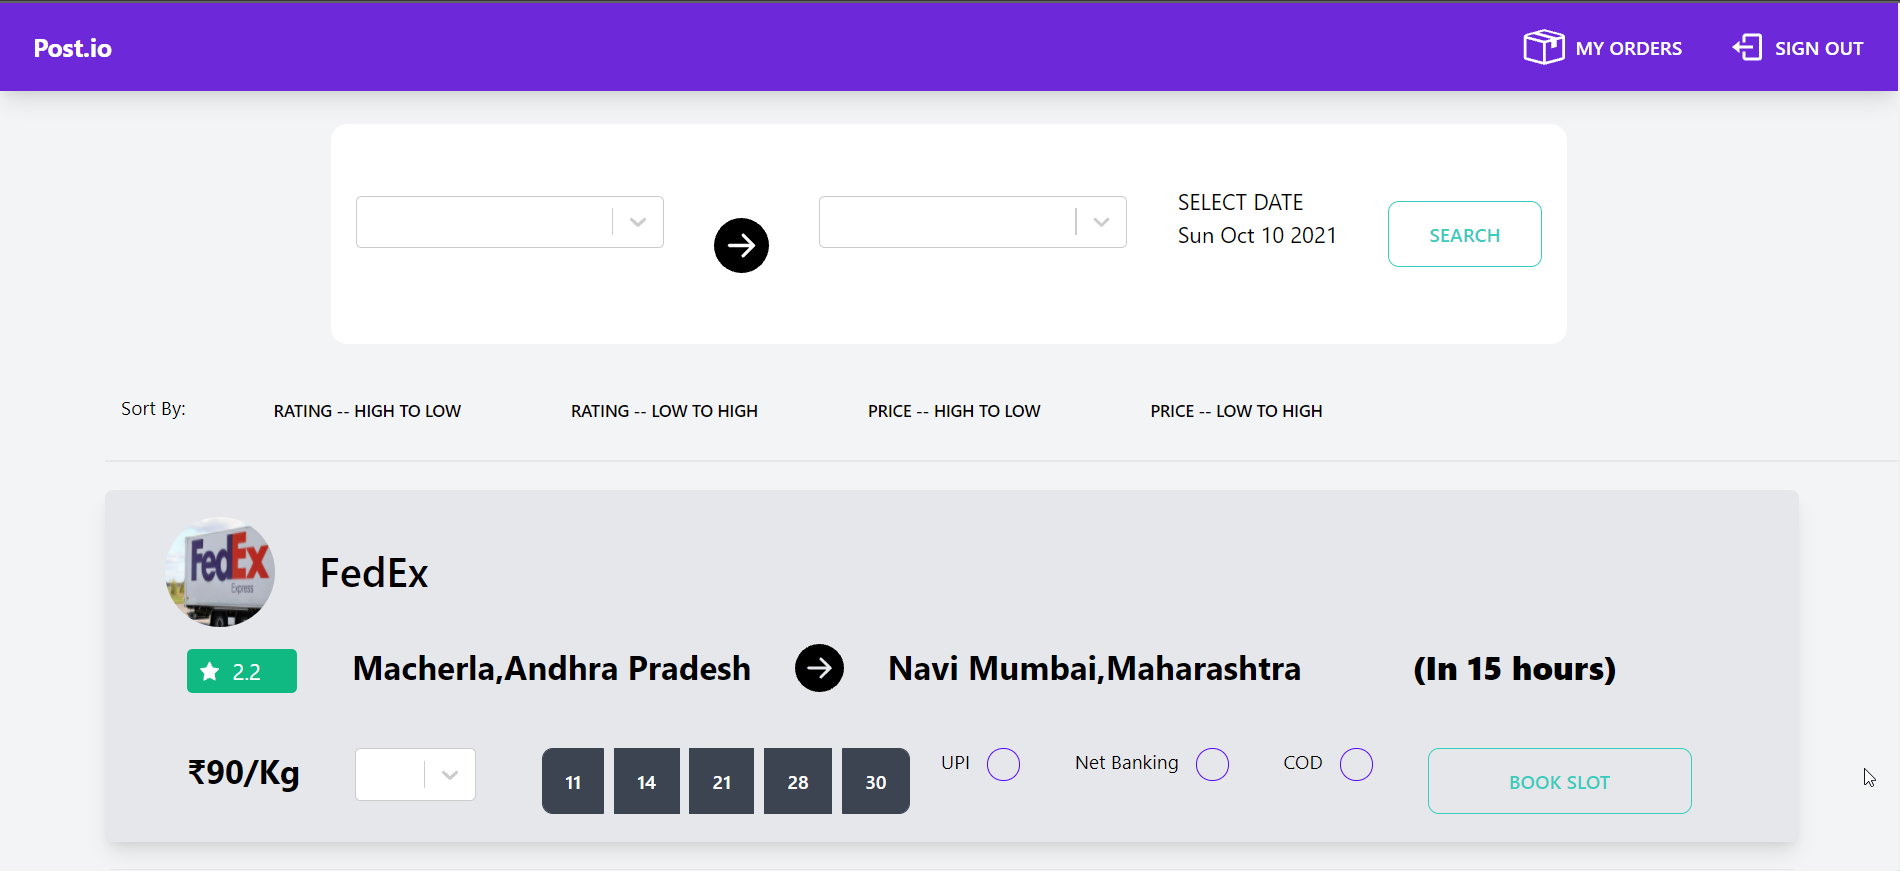 Post.io
MY ORDERS
SIGN OUT
SELECT DATE
Sun Oct 10 2021
SEARCH
Sort By:
RATING -- HIGH TO LOW
RATING -- LOW TO HIGH
PRICE -- HIGH TO LOW
PRICE -- LOW TO HIGH
FedEx
Express
FedEx
2.2
Macherla,Andhra Pradesh
Navi Mumbai,Maharashtra
(In 15 hours)
₹90/Kg
11
14
21
28
30
UPI
Net Banking
COD
BOOK SLOT